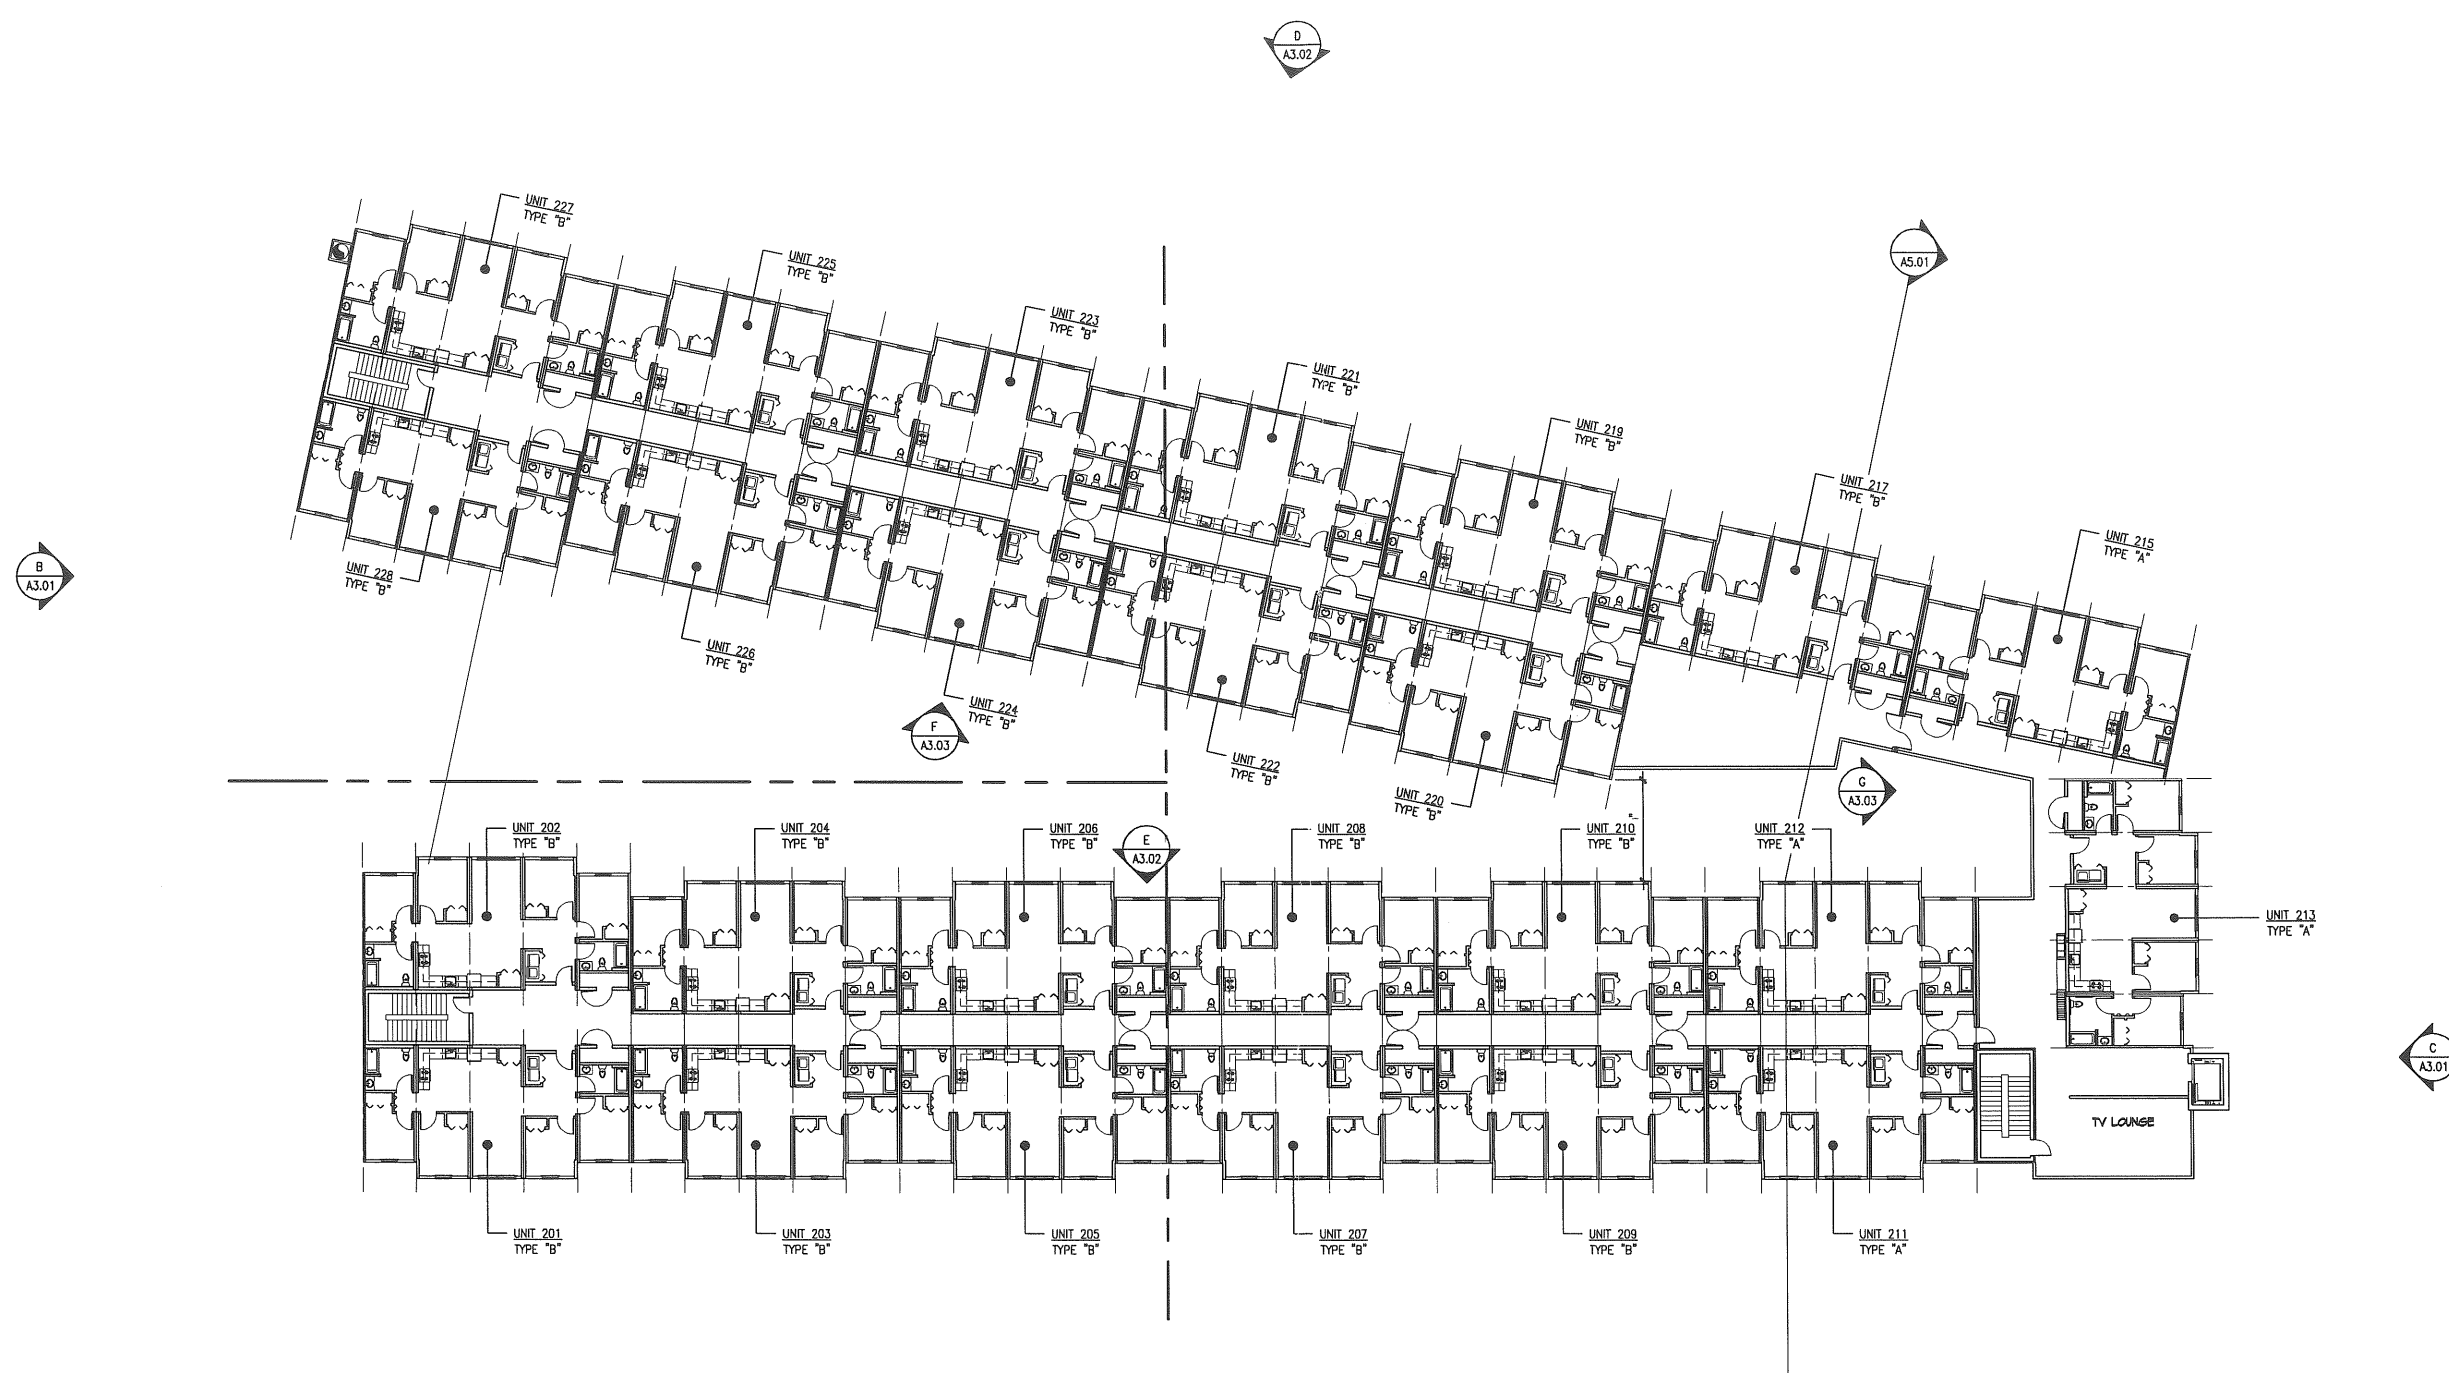 D
A3.02
UNIT 227
TYPE "B"
UNIT 225
TYPE "B"
A5.01
UNIT 223
TYPE "B"
UNIT 221
TYPE "B"
UNIT 219
TYPE "B"
UNIT 217
TYPE "B"
UNIT 215
TYPE "A"
B
A3.01
UNIT 228
TYPE "B"
UNIT 226
TYPE "B"
UNIT 224
TYPE "B"
F
A3.03
UNIT 222
TYPE "B"
UNIT 220
TYPE "B"
G
A3.03
UNIT 202
TYPE "B"
UNIT 204
TYPE "B"
UNIT 206
TYPE "B"
E
A3.02
UNIT 208
TYPE "B"
UNIT 210
TYPE "B"
UNIT 212
TYPE "A"
UNIT 213
TYPE "A"
C
A3.01
TV LOUNGE
UNIT 201
TYPE "B"
UNIT 203
TYPE "B"
UNIT 205
TYPE "B"
UNIT 207
TYPE "B"
UNIT 209
TYPE "B"
UNIT 211
TYPE "A"